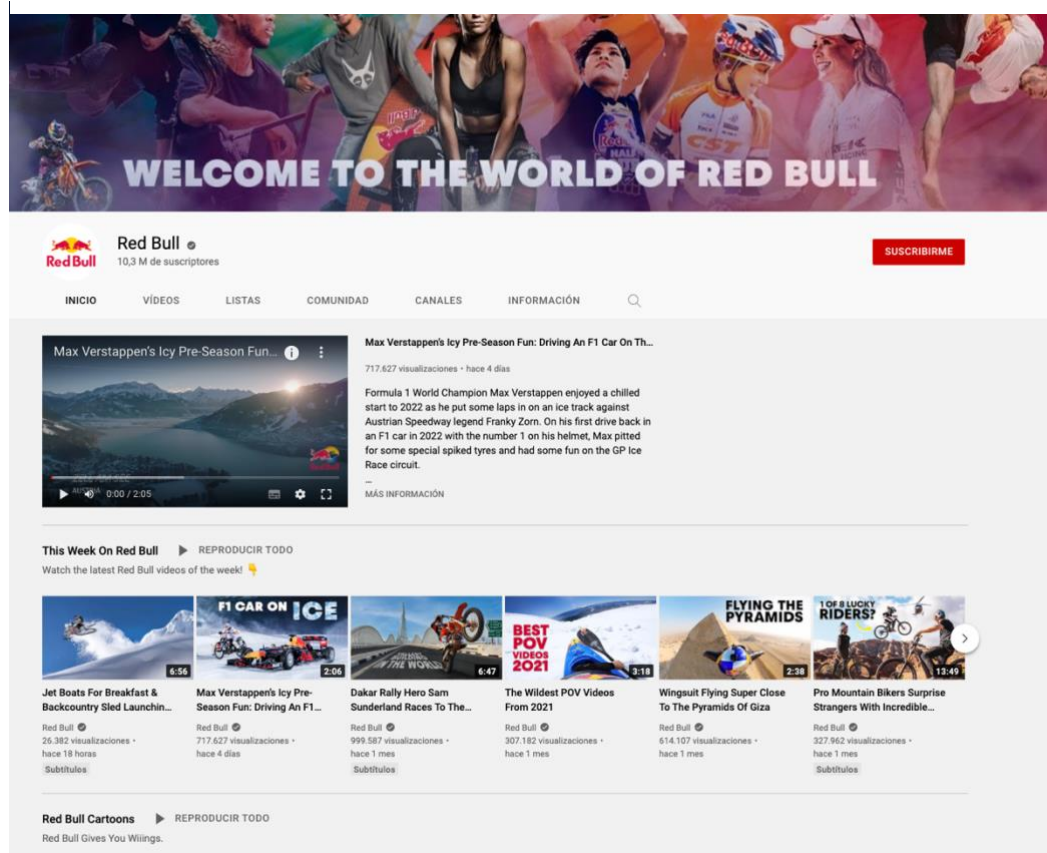 WELCOME TO THE WORLD OF RED BULL
Red Bull
Red Bull
10,3 M de suscriptores
SUSCRIBIRME
INICIO VÍDEOS LISTAS COMUNIDAD CANALES INFORMACIÓN
Max Verstappen's Icy Pre-Season Fun...
0:00 / 2:05
Max Verstappen's Icy Pre-Season Fun: Driving An F1 Car On Th...
717.627 visualizaciones • hace 4 días
Formula 1 World Champion Max Verstappen enjoyed a chilled
start to 2022 as he put some laps in on an ice track against
Austrian Speedway legend Franky Zorn. On his first drive back in
an F1 car in 2022 with the number 1 on his helmet, Max pitted
for some special spiked tyres and had some fun on the GP Ice
Race circuit.
...
MÁS INFORMACIÓN
This Week On Red Bull REPRODUCIR TODO
Watch the latest Red Bull videos of the week! 👇
6:56
F1 CAR ON ICE
2:06
IN THE WORLD
6:47
BEST
POV
VIDEOS
2021
3:18
FLYING THE
PYRAMIDS
2:38
1 OF 8 LUCKY
RIDERS?
13:49
Jet Boats For Breakfast &
Backcountry Sled Launchin...
Red Bull
26.382 visualizaciones •
hace 18 horas
Subtítulos
Max Verstappen's Icy Pre-
Season Fun: Driving An F1...
Red Bull
717.627 visualizaciones •
hace 4 días
Dakar Rally Hero Sam
Sunderland Races To The...
Red Bull
999.587 visualizaciones •
hace 1 mes
Subtítulos
The Wildest POV Videos
From 2021
Red Bull
307.182 visualizaciones •
hace 1 mes
Wingsuit Flying Super Close
To The Pyramids Of Giza
Red Bull
614.107 visualizaciones •
hace 1 mes
Pro Mountain Bikers Surprise
Strangers With Incredible...
Red Bull
327.962 visualizaciones •
hace 1 mes
Subtítulos
Red Bull Cartoons REPRODUCIR TODO
Red Bull Gives You Wiiings.